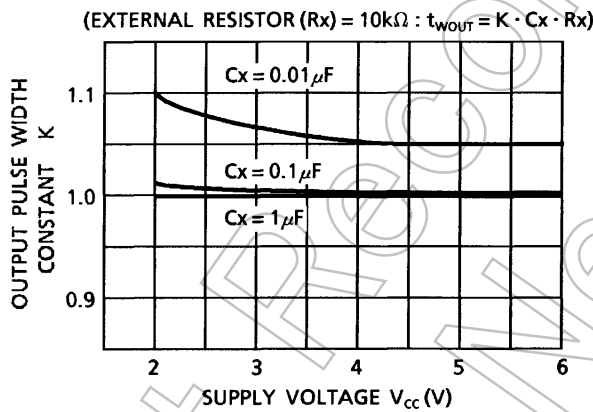 (EXTERNAL RESISTOR (Rx) = 10kΩ : tWOUT = K · Cx · Rx)
Cx = 0.01μF
1.1
Cx = 0.1μF
1.0
Cx = 1μF
0.9
OUTPUT PULSE WIDTH
CONSTANT K
2 3 4 5 6
SUPPLY VOLTAGE VCC (V)